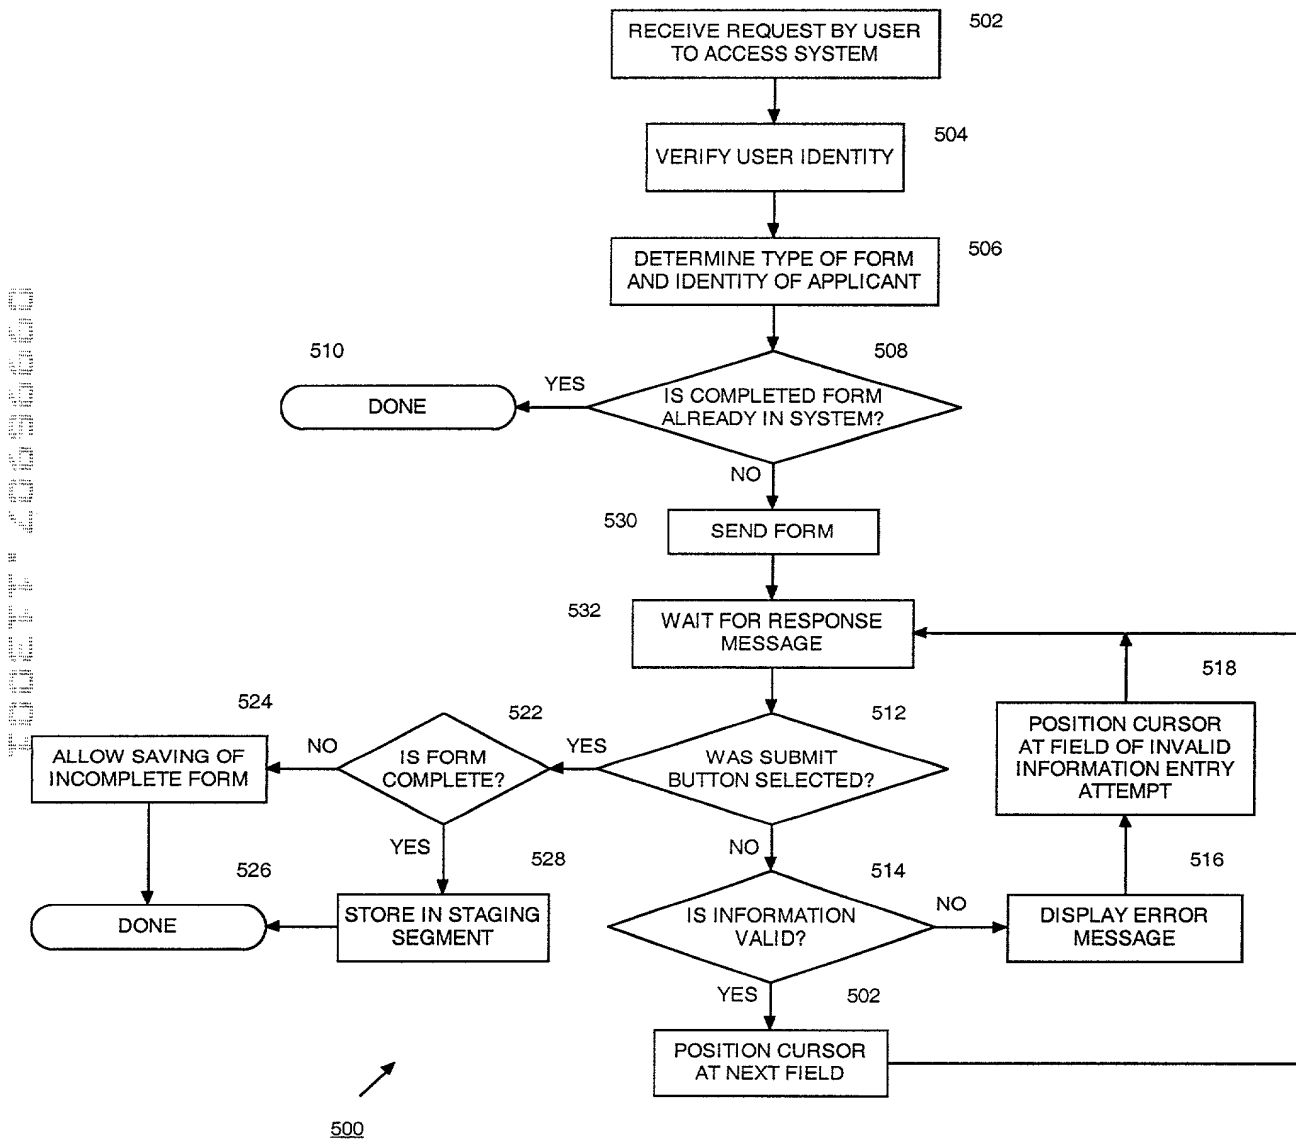 RECEIVE REQUEST BY USER
TO ACCESS SYSTEM
502
VERIFY USER IDENTITY
504
DETERMINE TYPE OF FORM
AND IDENTITY OF APPLICANT
506
510
508
DONE
YES
IS COMPLETED FORM
ALREADY IN SYSTEM?
NO
530
SEND FORM
532
WAIT FOR RESPONSE
MESSAGE
518
524
522
512
ALLOW SAVING OF
INCOMPLETE FORM
NO
IS FORM
COMPLETE?
YES
WAS SUBMIT
BUTTON SELECTED?
POSITION CURSOR
AT FIELD OF INVALID
INFORMATION ENTRY
ATTEMPT
YES
NO
526
528
514
516
DONE
STORE IN STAGING
SEGMENT
IS INFORMATION
VALID?
NO
DISPLAY ERROR
MESSAGE
YES
502
POSITION CURSOR
AT NEXT FIELD
500